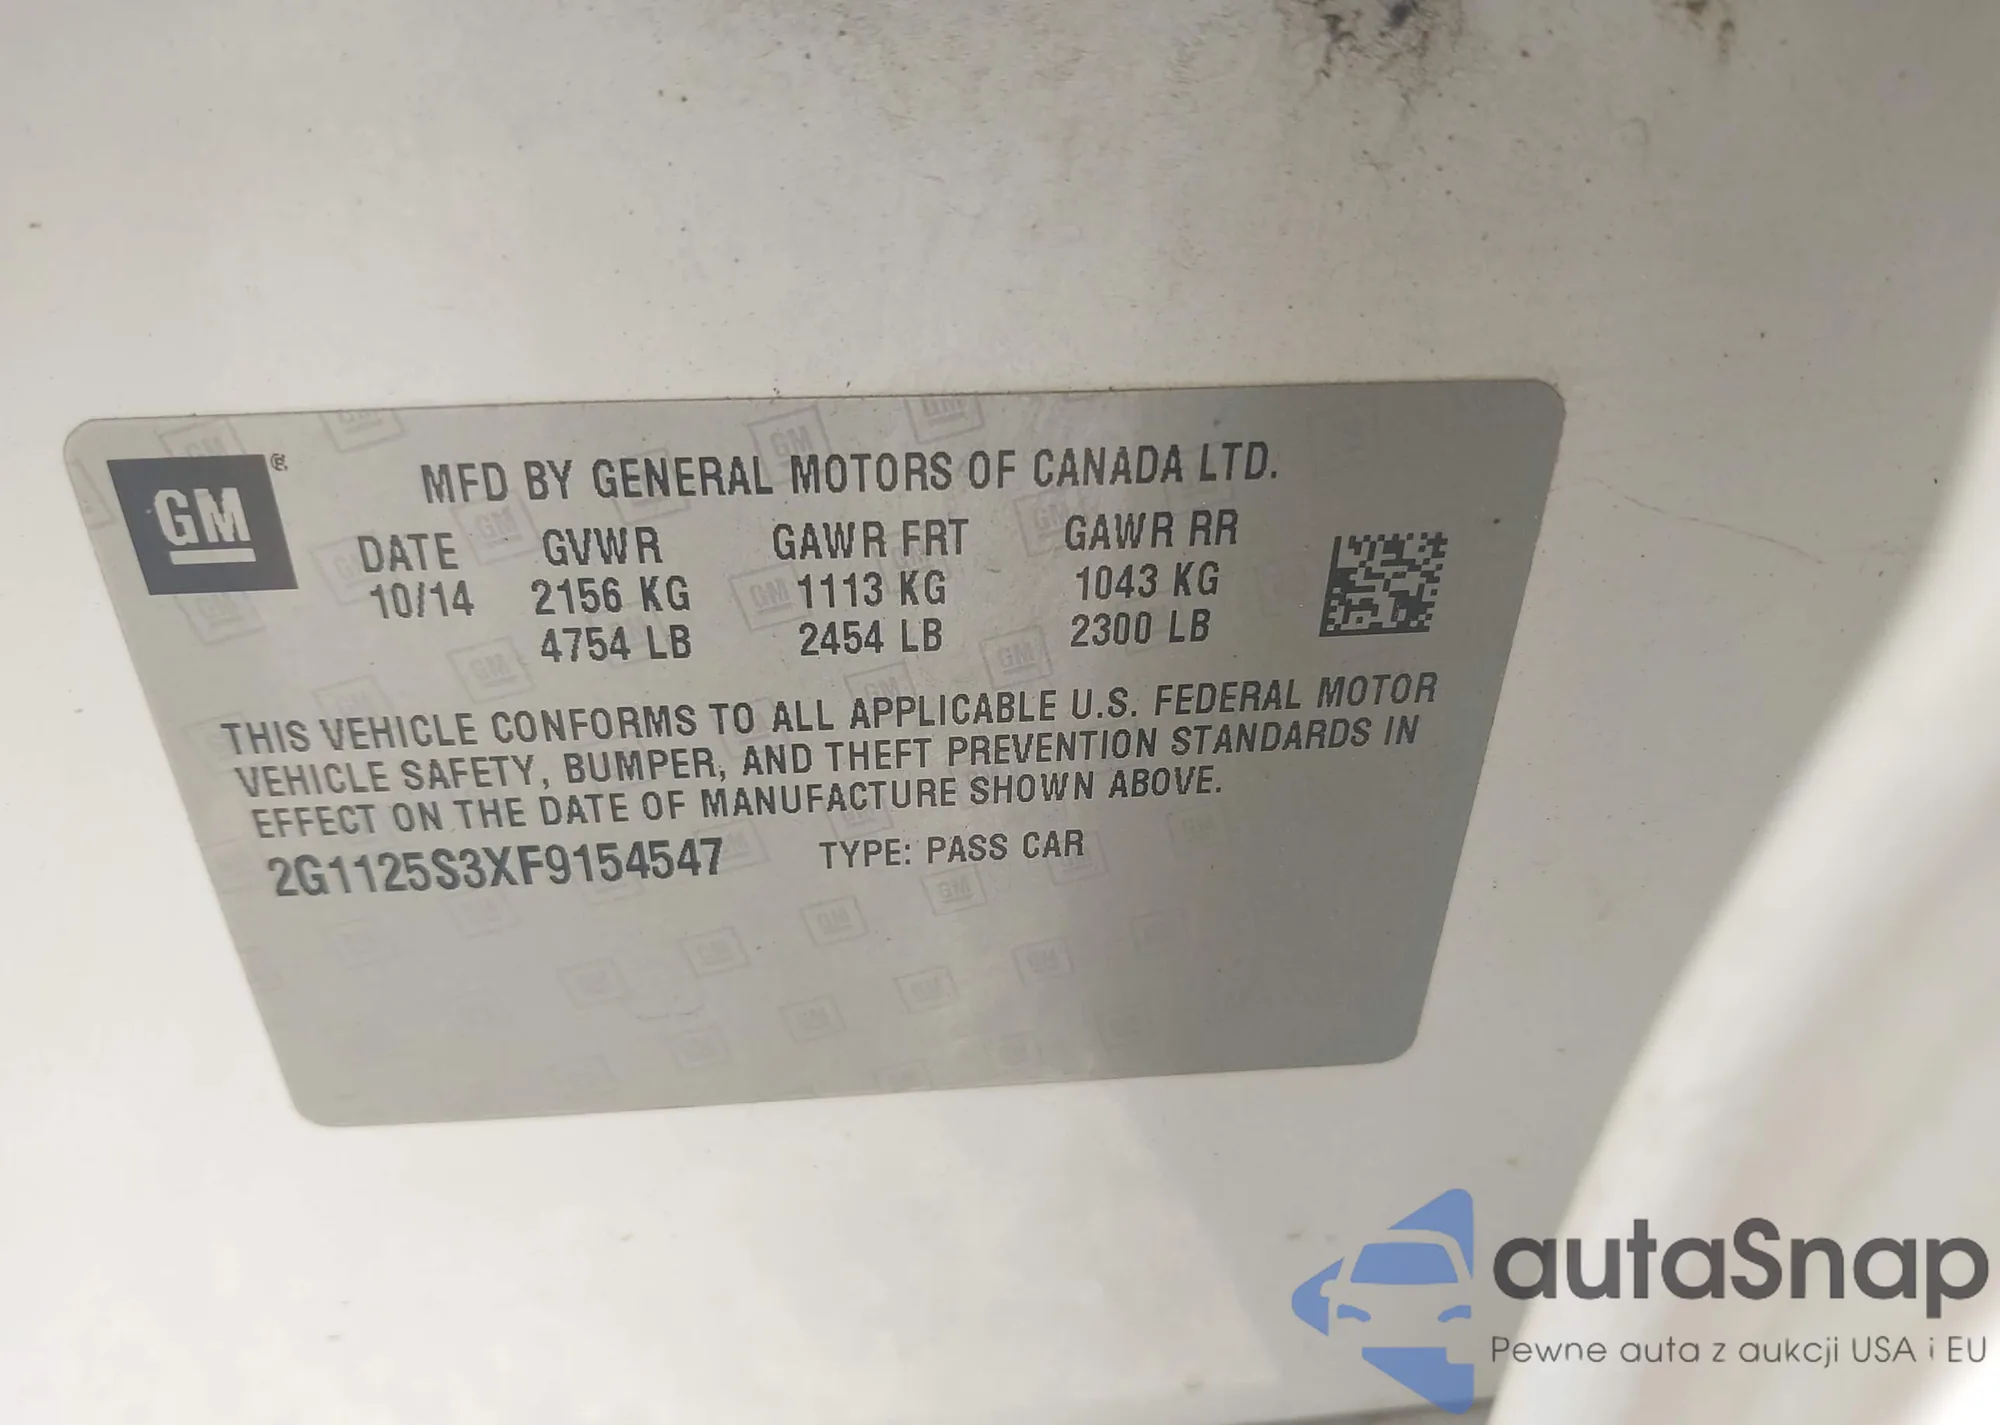 GM ®
MFD BY GENERAL MOTORS OF CANADA LTD.
DATE GVWR GAWR FRT GAWR RR
10/14 2156 KG 1113 KG 1043 KG
4754 LB 2454 LB 2300 LB
THIS VEHICLE CONFORMS TO ALL APPLICABLE U.S. FEDERAL MOTOR
VEHICLE SAFETY, BUMPER, AND THEFT PREVENTION STANDARDS IN
EFFECT ON THE DATE OF MANUFACTURE SHOWN ABOVE.
2G1125S3XF9154547 TYPE: PASS CAR
autaSnap
Pewne auta z aukcji USA i EU